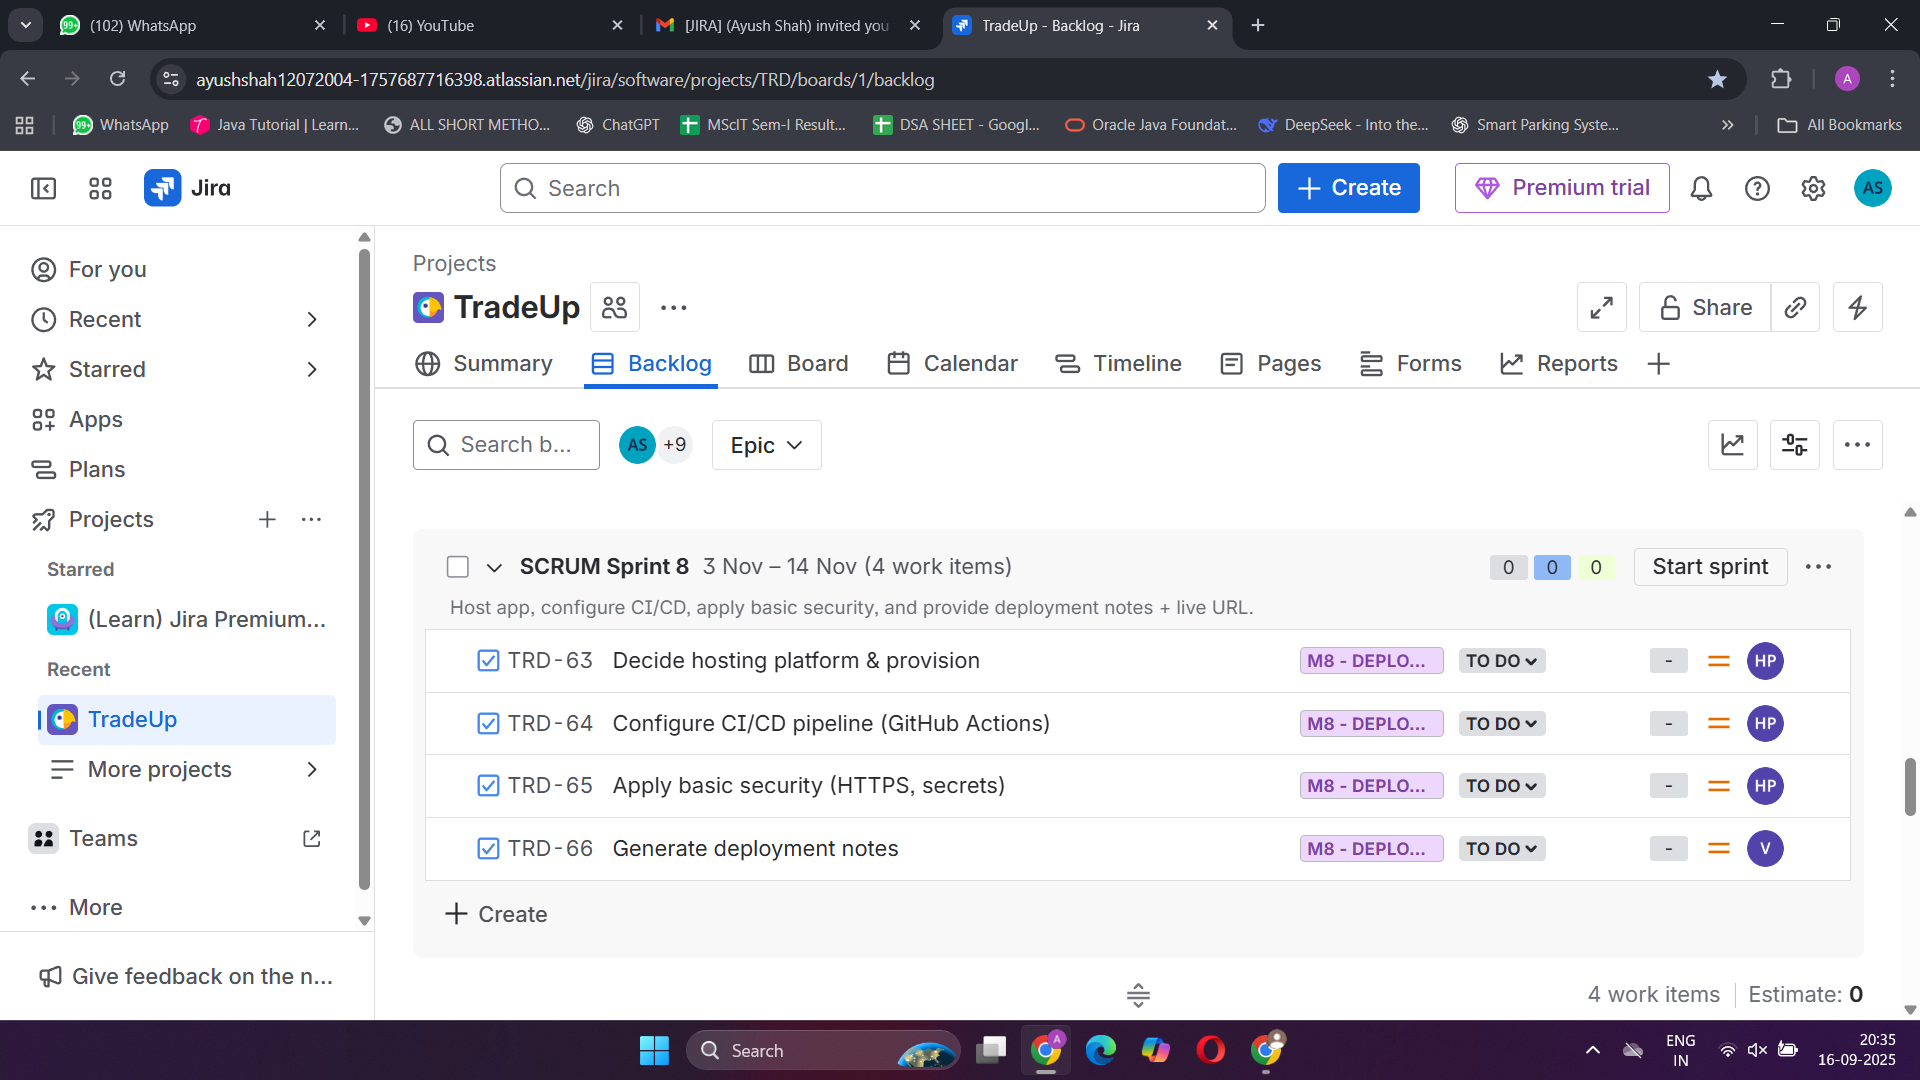 (102) WhatsApp
(16) YouTube
[JIRA] (Ayush Shah) invited you
TradeUp - Backlog - Jira
ayushshah12072004-1757687716398.atlassian.net/jira/software/projects/TRD/boards/1/backlog
A
99+ WhatsApp
Java Tutorial | Learn...
ALL SHORT METHO...
ChatGPT
MScIT Sem-I Result...
DSA SHEET - Googl...
Oracle Java Foundat...
DeepSeek - Into the...
Smart Parking Syste...
All Bookmarks
Jira
Search
Create
Premium trial
AS
For you
Recent
Starred
Apps
Plans
Projects
Starred
(Learn) Jira Premium...
Recent
TradeUp
More projects
Teams
More
Give feedback on the n...
Projects
TradeUp
Share
Summary
Backlog
Board
Calendar
Timeline
Pages
Forms
Reports
Search b...
AS +9
Epic
SCRUM Sprint 8 3 Nov – 14 Nov (4 work items)
0 0 0 Start sprint
Host app, configure CI/CD, apply basic security, and provide deployment notes + live URL.
TRD-63 Decide hosting platform & provision M8 - DEPLO... TO DO - HP
TRD-64 Configure CI/CD pipeline (GitHub Actions) M8 - DEPLO... TO DO - HP
TRD-65 Apply basic security (HTTPS, secrets) M8 - DEPLO... TO DO - HP
TRD-66 Generate deployment notes M8 - DEPLO... TO DO - V
Create
4 work items Estimate: 0
Search
A
ENG
IN
20:35
16-09-2025